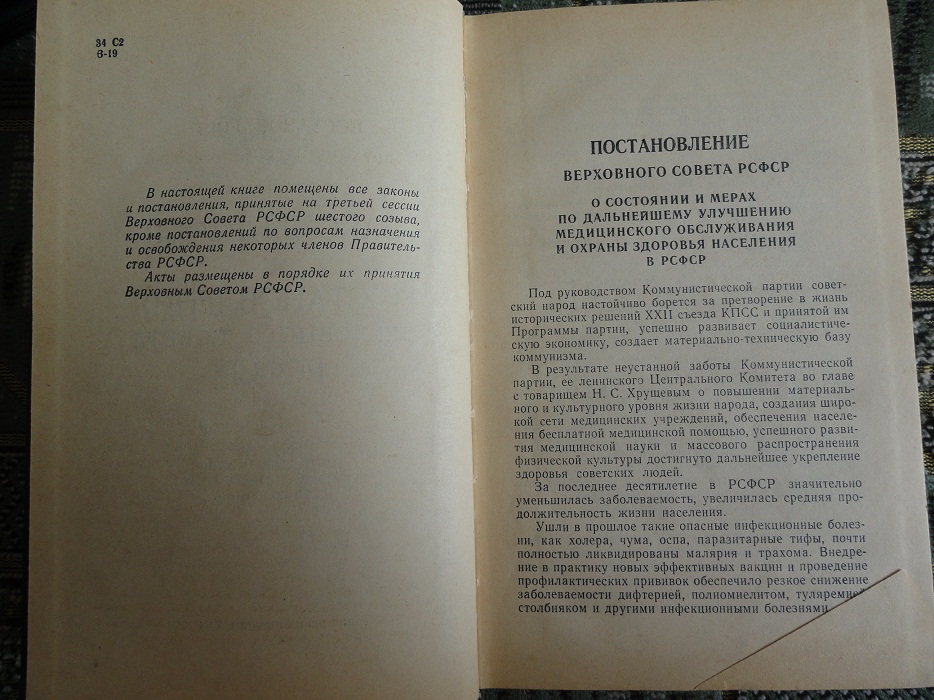 34 С2
В-19
В настоящей книге помещены все законы
и постановления, принятые на третьей сессии
Верховного Совета РСФСР шестого созыва,
кроме постановлений по вопросам назначения
и освобождения некоторых членов Правитель-
ства РСФСР.
Акты размещены в порядке их принятия
Верховным Советом РСФСР.
ПОСТАНОВЛЕНИЕ
ВЕРХОВНОГО СОВЕТА РСФСР
О СОСТОЯНИИ И МЕРАХ
ПО ДАЛЬНЕЙШЕМУ УЛУЧШЕНИЮ
МЕДИЦИНСКОГО ОБСЛУЖИВАНИЯ
И ОХРАНЫ ЗДОРОВЬЯ НАСЕЛЕНИЯ
В РСФСР
Под руководством Коммунистической партии совет-
ский народ настойчиво борется за претворение в жизнь
исторических решений XXII съезда КПСС и принятой им
Программы партии, успешно развивает социалистиче-
скую экономику, создает материально-техническую базу
коммунизма.
В результате неустанной заботы Коммунистической
партии, ее ленинского Центрального Комитета во главе
с товарищем Н. С. Хрущевым о повышении материаль-
ного и культурного уровня жизни народа, создания широ-
кой сети медицинских учреждений, обеспечения населе-
ния бесплатной медицинской помощью, успешного разви-
тия медицинской науки и массового распространения
физической культуры достигнуто дальнейшее укрепление
здоровья советских людей.
За последнее десятилетие в РСФСР значительно
уменьшилась заболеваемость, увеличилась средняя про-
должительность жизни населения.
Ушли в прошлое такие опасные инфекционные болез-
ни, как холера, чума, оспа, паразитарные тифы, почти
полностью ликвидированы малярия и трахома. Внедре-
ние в практику новых эффективных вакцин и проведение
профилактических прививок обеспечило резкое снижение
заболеваемости дифтерией, полиомиелитом, туляремией,
столбняком и другими инфекционными болезнями